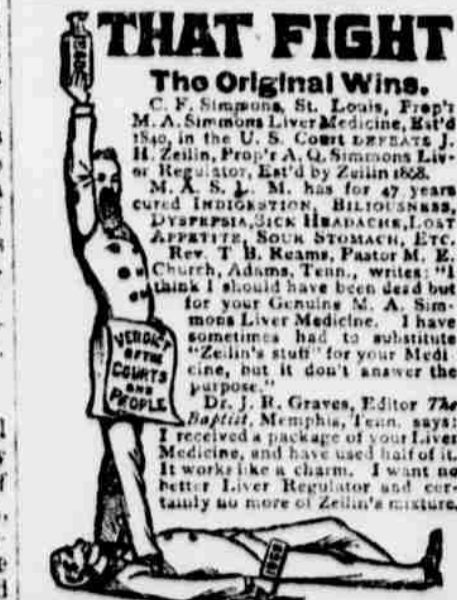 THAT FIGHT
The Original Wins.
C. F. Simmons, St. Louis, Prop'r
M. A. Simmons Liver Medicine, Est'd
1840, in the U. S. Court DEFEATS J.
H. Zeilin, Prop'r A. Q. Simmons Liv-
er Regulator, Est'd by Zeilin 1868.
M. A. S. L. M. has for 47 years
cured INDIGESTION, BILIOUSNESS,
DYSPEPSIA, SICK HEADACHE, LOST
APPETITE, SOUR STOMACH, ETC.
Rev. T. B. Reams, Pastor M. E.
Church, Adams, Tenn., writes: "I
think I should have been dead but
for your Genuine M. A. Sim-
mons Liver Medicine. I have
sometimes had to substitute
"Zeilin's stuff" for your Medi
cine, but it don't answer the
purpose."
Dr. J. R. Graves, Editor The
Baptist, Memphis, Tenn. says:
I received a package of your Liver
Medicine, and have used half of it.
It works like a charm. I want no
better Liver Regulator and cer-
tainly no more of Zeilin's mixture.
VERDICT
OF THE
COURTS
AND
PEOPLE
1868